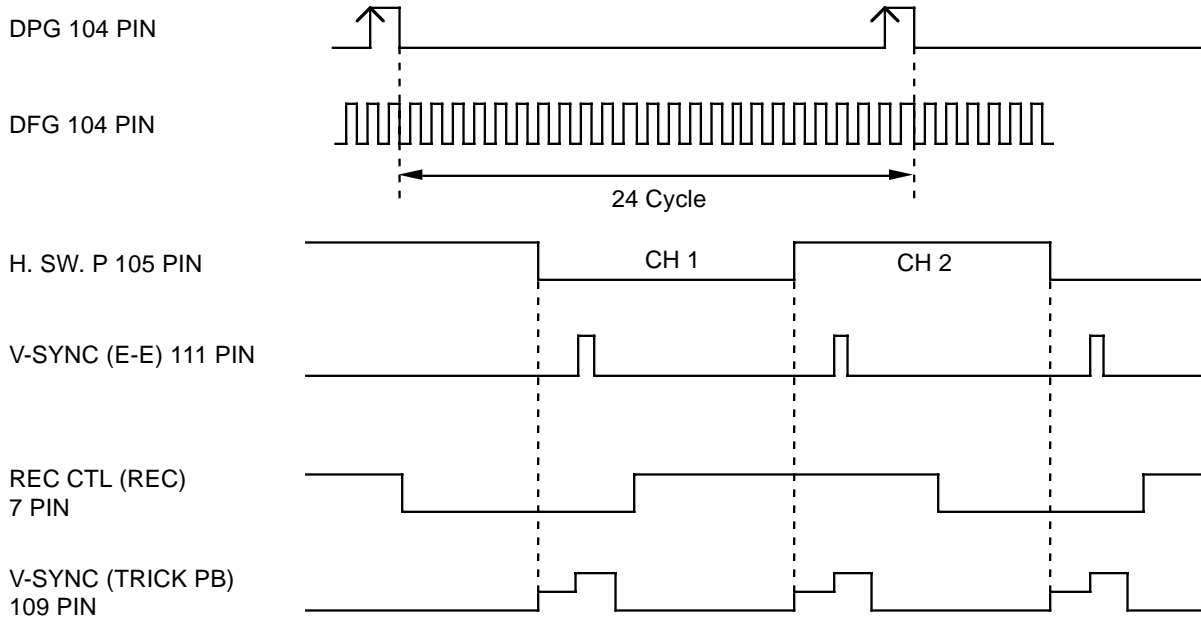 DPG 104 PIN
DFG 104 PIN
24 Cycle
H. SW. P 105 PIN
CH 1
CH 2
V-SYNC (E-E) 111 PIN
REC CTL (REC)
7 PIN
V-SYNC (TRICK PB)
109 PIN